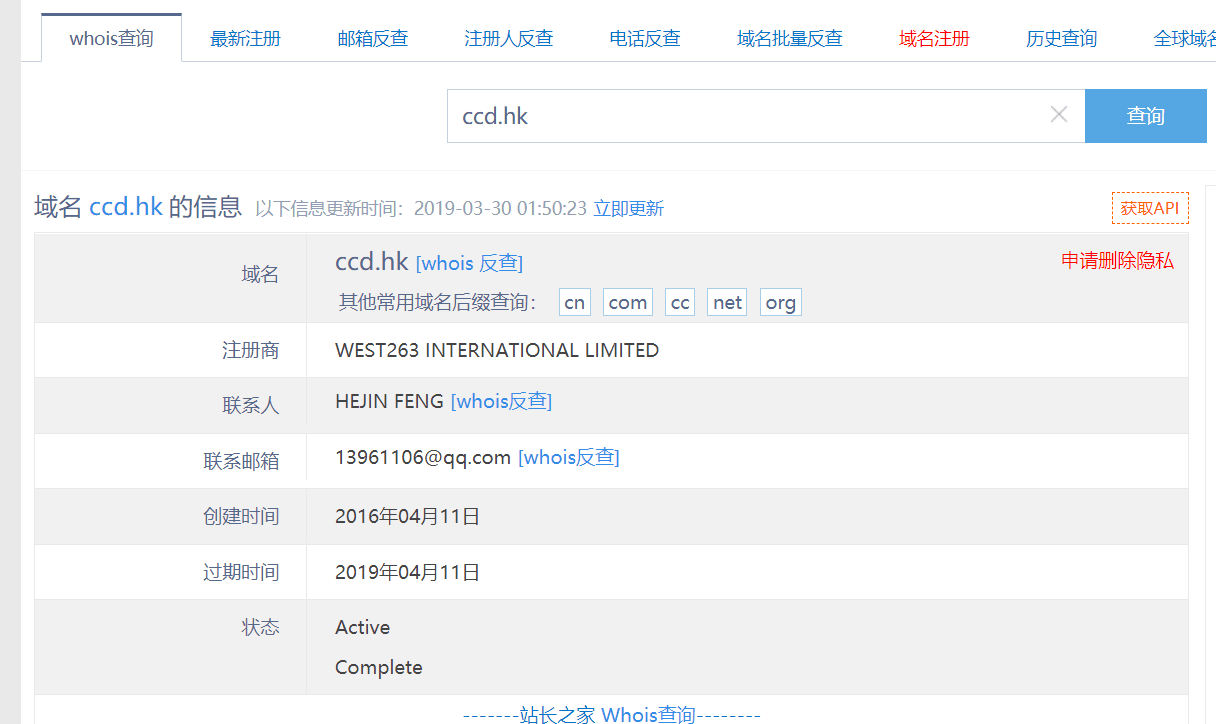 whois查询 最新注册 邮箱反查 注册人反查 电话反查 域名批量反查 域名注册 历史查询 全球域名
ccd.hk 查询
域名 ccd.hk 的信息 以下信息更新时间：2019-03-30 01:50:23 立即更新 获取API
域名 ccd.hk [whois 反查] 申请删除隐私
其他常用域名后缀查询： cn com cc net org
注册商 WEST263 INTERNATIONAL LIMITED
联系人 HEJIN FENG [whois反查]
联系邮箱 13961106@qq.com [whois反查]
创建时间 2016年04月11日
过期时间 2019年04月11日
状态 Active
Complete
-------站长之家 Whois查询--------